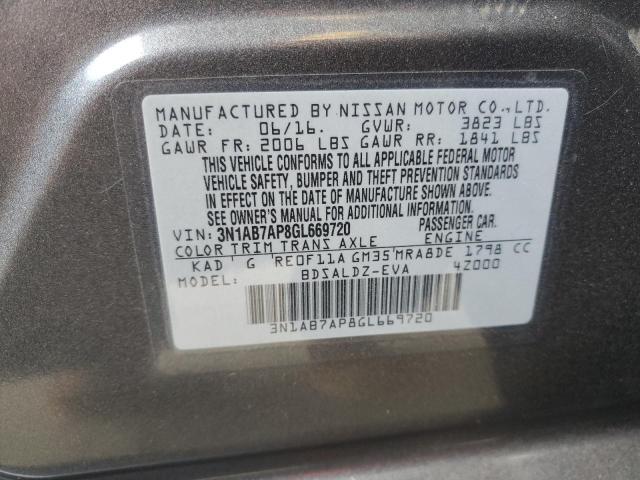 MANUFACTURED BY NISSAN MOTOR CO., LTD.
DATE: 06/16. GVWR: 3823 LBS
GAWR FR: 2006 LBS GAWR RR: 1841 LBS
THIS VEHICLE CONFORMS TO ALL APPLICABLE FEDERAL MOTOR
VEHICLE SAFETY, BUMPER AND THEFT PREVENTION STANDARDS
IN EFFECT ON THE DATE OF MANUFACTURE SHOWN ABOVE.
SEE OWNER'S MANUAL FOR ADDITIONAL INFORMATION.
VIN: 3N1AB7AP8GL669720 PASSENGER CAR.
COLOR TRIM TRANS AXLE ENGINE
KAD ' G ' RE0F11A GM35'MRA8DE 1798 CC
MODEL: BDSALDZ-EVA 4Z000
3N1AB7AP8GL669720